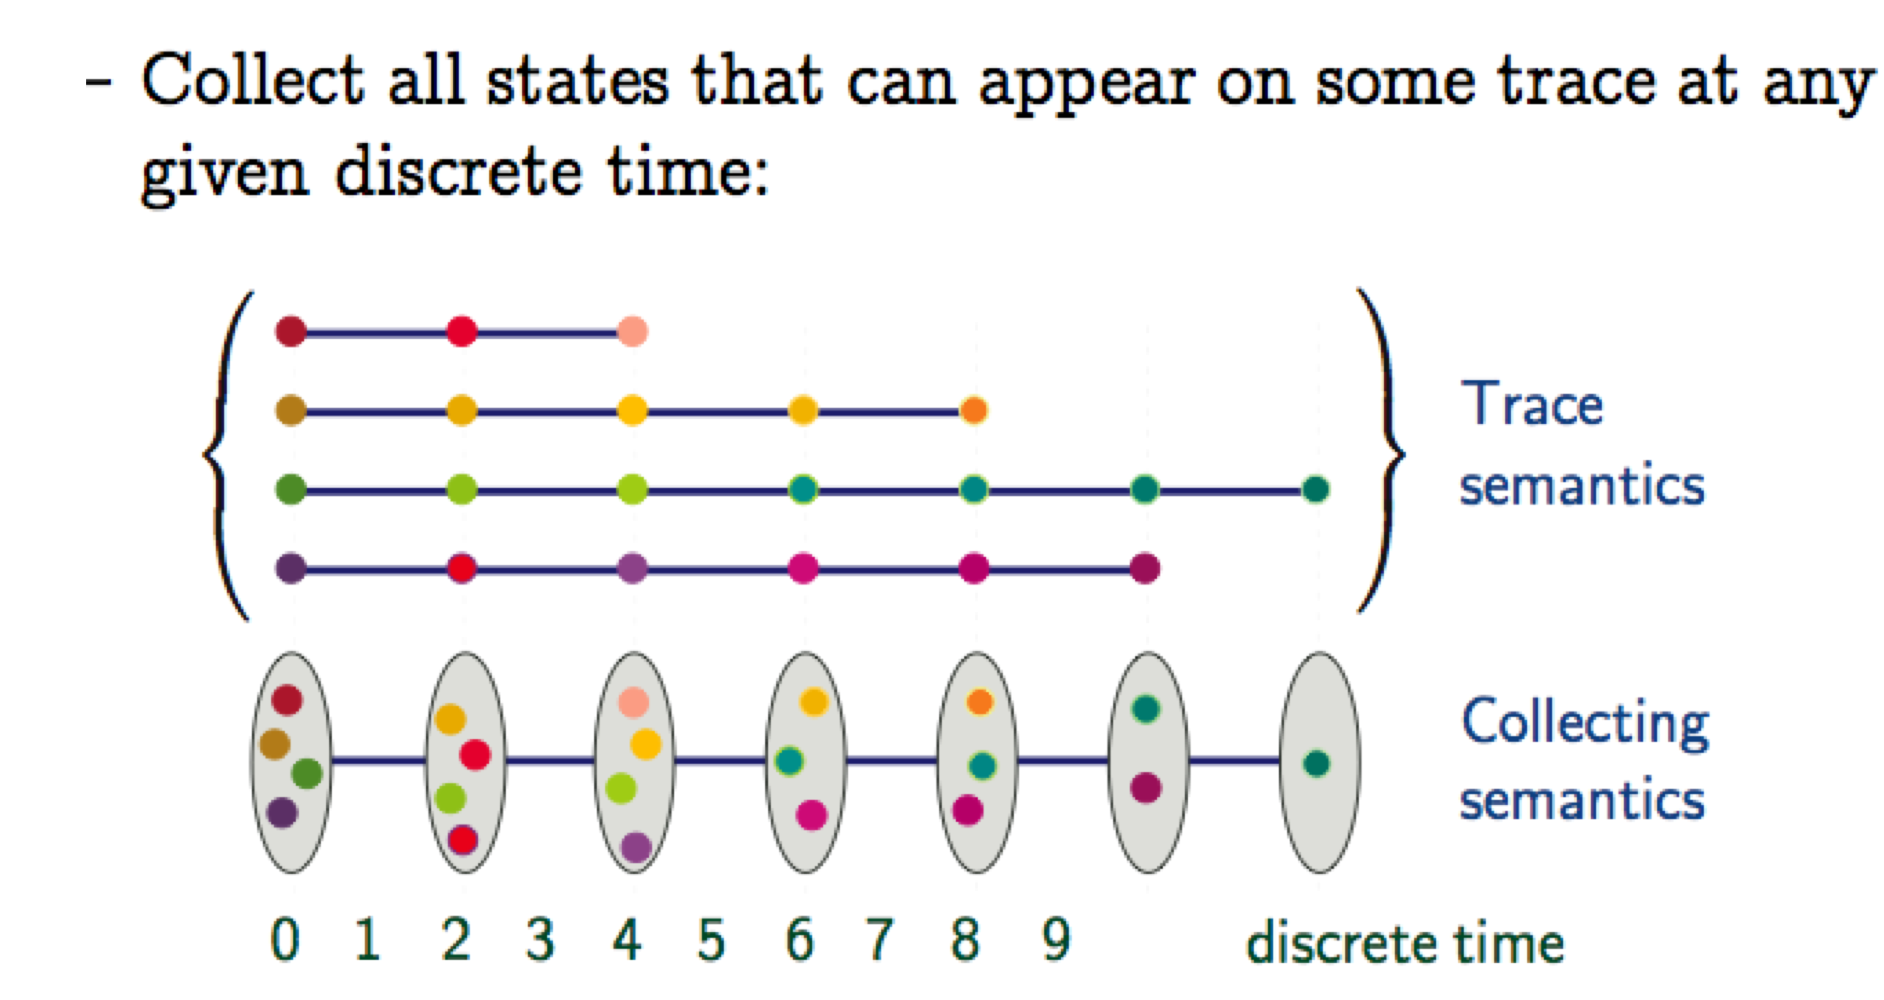 - Collect all states that can appear on some trace at any
given discrete time:
Trace
semantics
Collecting
semantics
0 1 2 3 4 5 6 7 8 9 discrete time